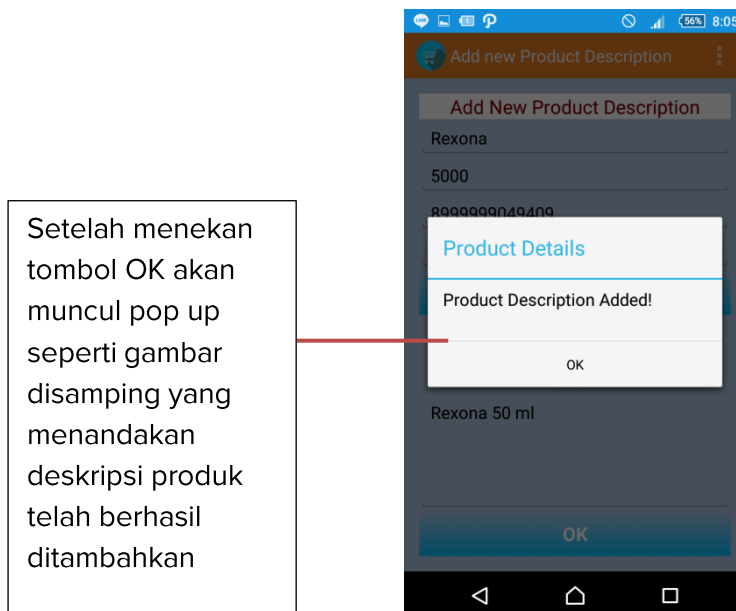 56% 8:05
Add new Product Description
Add New Product Description
Rexona
5000
8999999049409
Product Details
Product Description Added!
OK
Rexona 50 ml
OK
Setelah menekan
tombol OK akan
muncul pop up
seperti gambar
disamping yang
menandakan
deskripsi produk
telah berhasil
ditambahkan